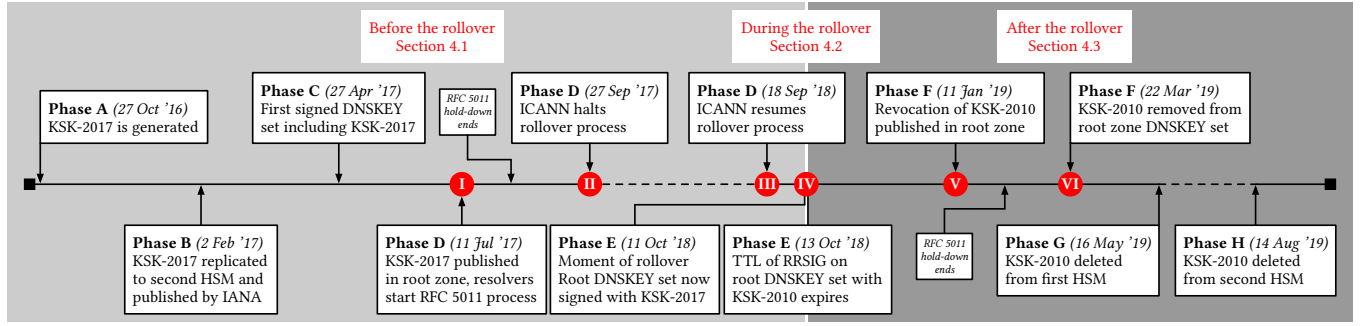 Before the rollover
Section 4.1
During the rollover
Section 4.2
After the rollover
Section 4.3
Phase A (27 Oct ’16)
KSK-2017 is generated
Phase C (27 Apr ’17)
First signed DNSKEY
set including KSK-2017
RFC 5011
hold-down
ends
Phase D (27 Sep ’17)
ICANN halts
rollover process
Phase D (18 Sep ’18)
ICANN resumes
rollover process
Phase F (11 Jan ’19)
Revocation of KSK-2010
published in root zone
Phase F (22 Mar ’19)
KSK-2010 removed from
root zone DNSKEY set
I
II
III
IV
V
VI
Phase B (2 Feb ’17)
KSK-2017 replicated
to second HSM and
published by IANA
Phase D (11 Jul ’17)
KSK-2017 published
in root zone, resolvers
start RFC 5011 process
Phase E (11 Oct ’18)
Moment of rollover
Root DNSKEY set now
signed with KSK-2017
Phase E (13 Oct ’18)
TTL of RRSIG on
root DNSKEY set with
KSK-2010 expires
RFC 5011
hold-down
ends
Phase G (16 May ’19)
KSK-2010 deleted
from first HSM
Phase H (14 Aug ’19)
KSK-2010 deleted
from second HSM